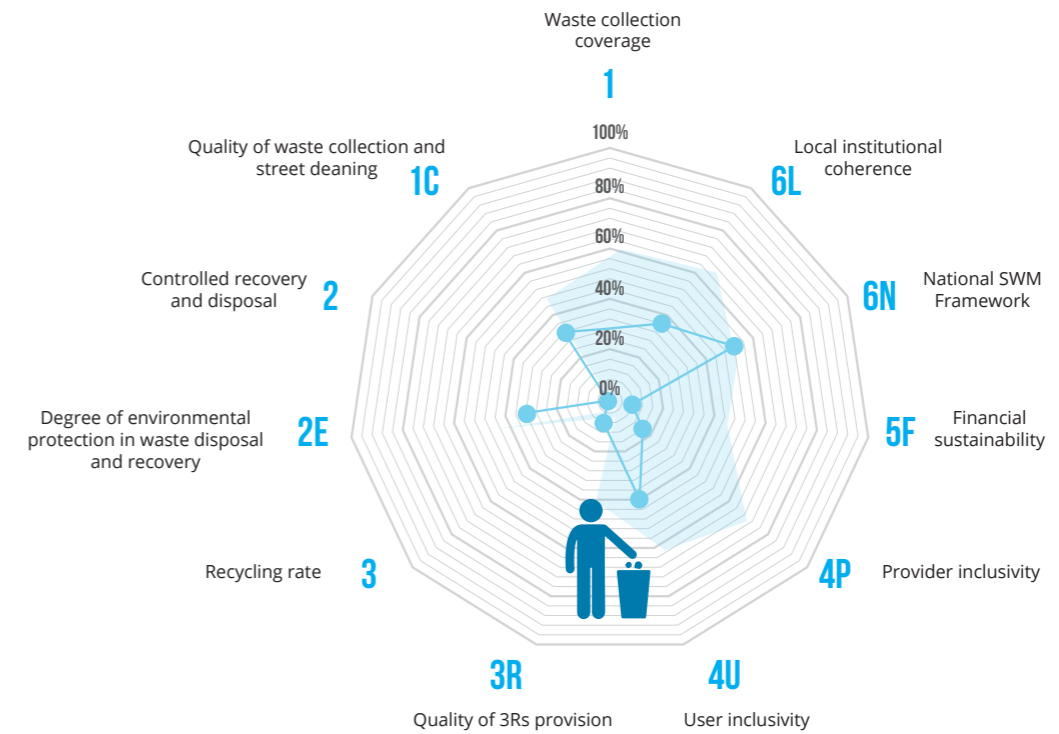 Waste collection
coverage
1
100%
80%
60%
40%
20%
0%
Local institutional
coherence
6L
National SWM
Framework
6N
Financial
sustainability
5F
Provider inclusivity
4P
User inclusivity
4U
Quality of 3Rs provision
3R
Recycling rate
3
Degree of environmental
protection in waste disposal
and recovery
2E
Controlled recovery
and disposal
2
Quality of waste collection and
street deaning
1C